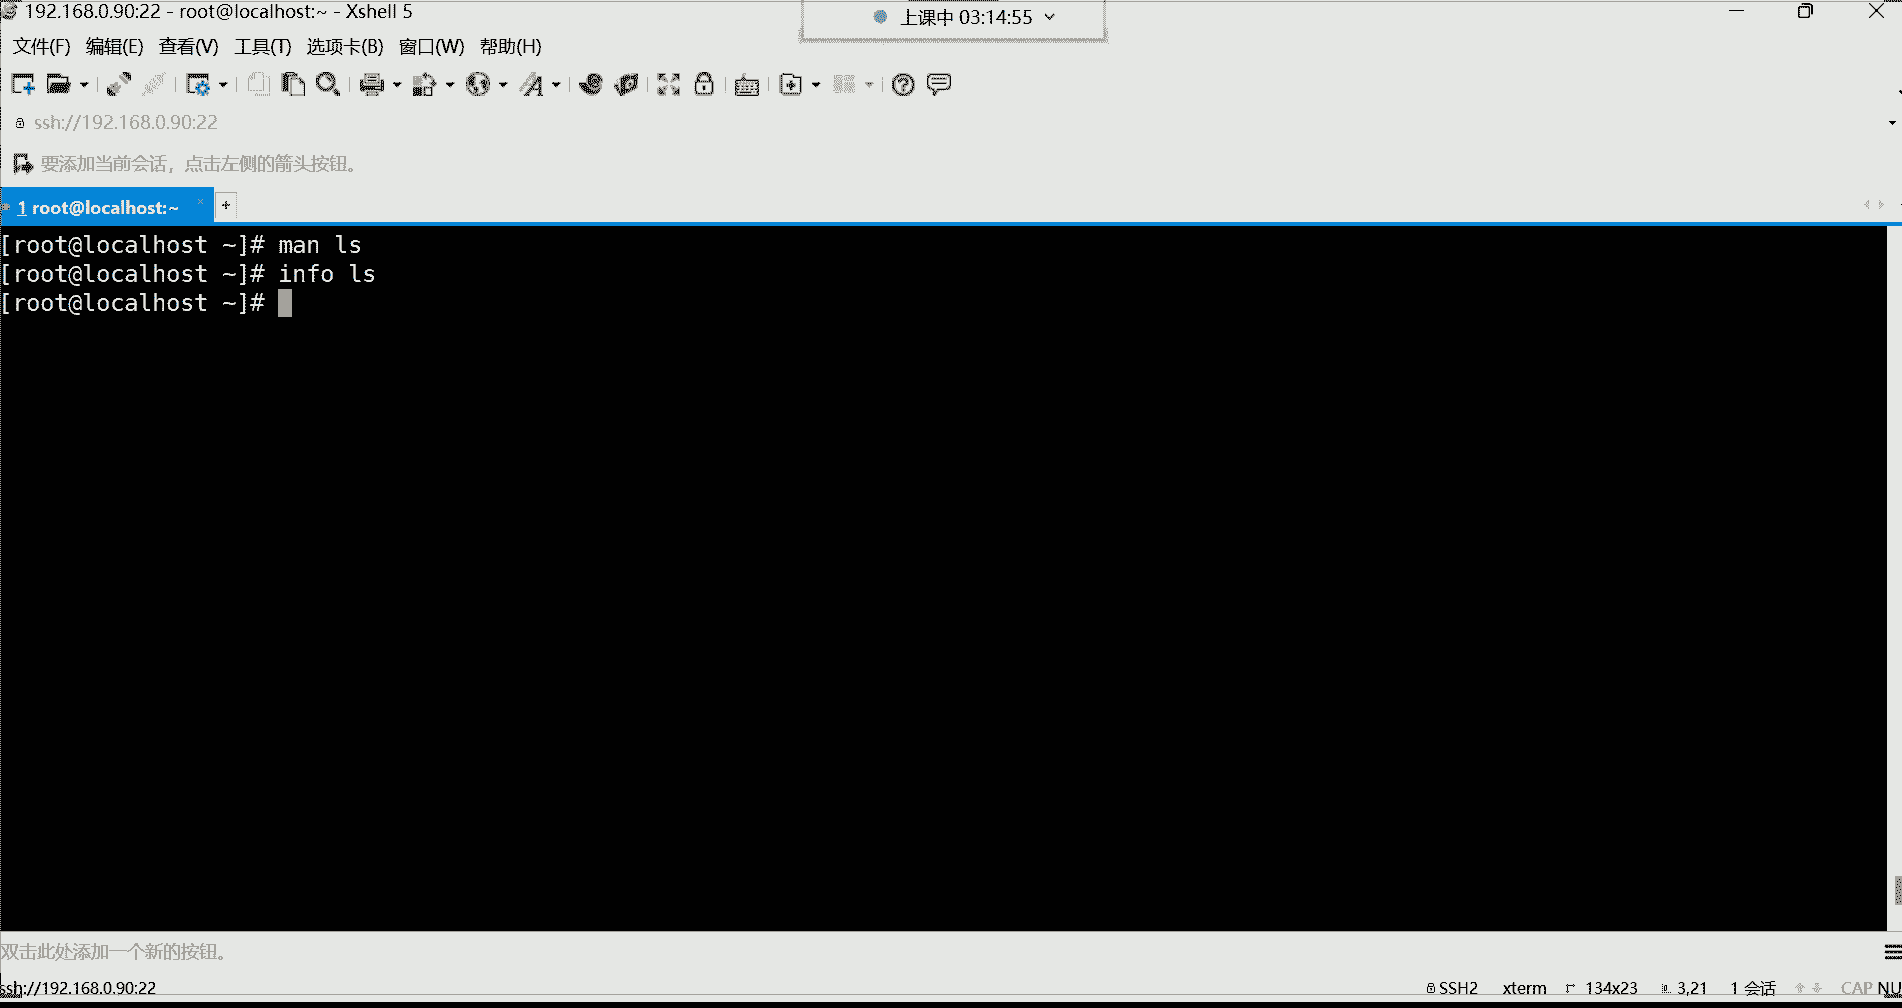 192.168.0.90:22 - root@localhost:~ - Xshell 5
上课中 03:14:55
文件(F) 编辑(E) 查看(V) 工具(T) 选项卡(B) 窗口(W) 帮助(H)
ssh://192.168.0.90:22
要添加当前会话，点击左侧的箭头按钮。
1 root@localhost:~
[root@localhost ~]# man ls
[root@localhost ~]# info ls
[root@localhost ~]#
双击此处添加一个新的按钮。
ssh://192.168.0.90:22 SSH2 xterm 134x23 3,21 1 会话 CAP NU